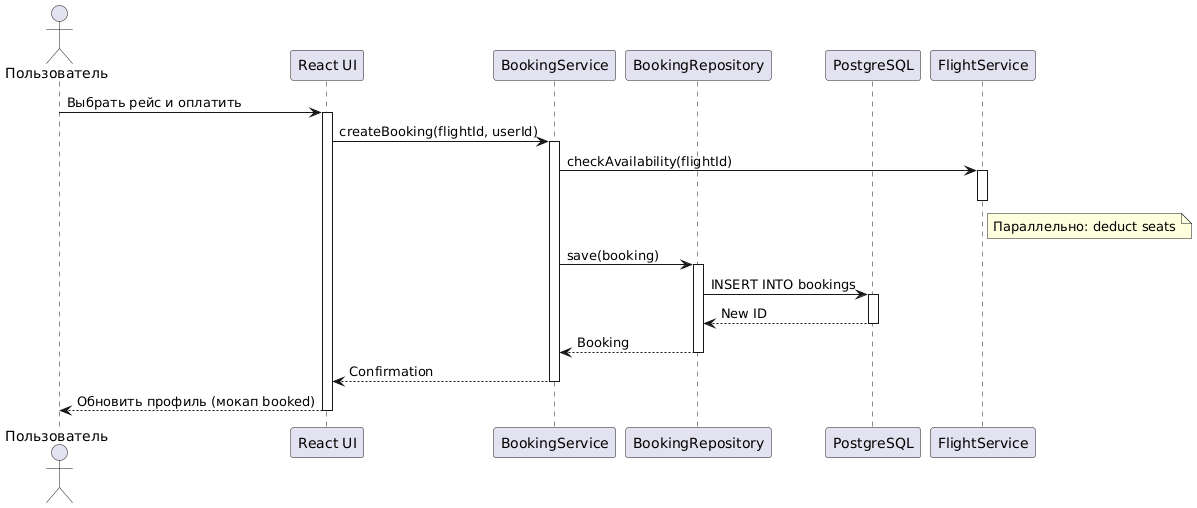 Пользователь
React UI
BookingService
BookingRepository
PostgreSQL
FlightService
Выбрать рейс и оплатить
createBooking(flightId, userId)
checkAvailability(flightId)
Параллельно: deduct seats
save(booking)
INSERT INTO bookings
New ID
Booking
Confirmation
Обновить профиль (мокап booked)
Пользователь
React UI
BookingService
BookingRepository
PostgreSQL
FlightService